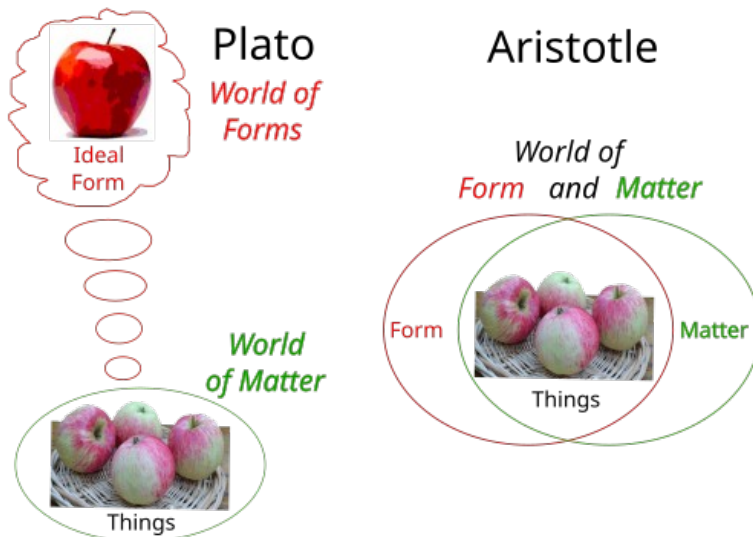 Plato
World of
Forms
Ideal
Form
World
of Matter
Things
Aristotle
World of
Form and Matter
Form
Matter
Things